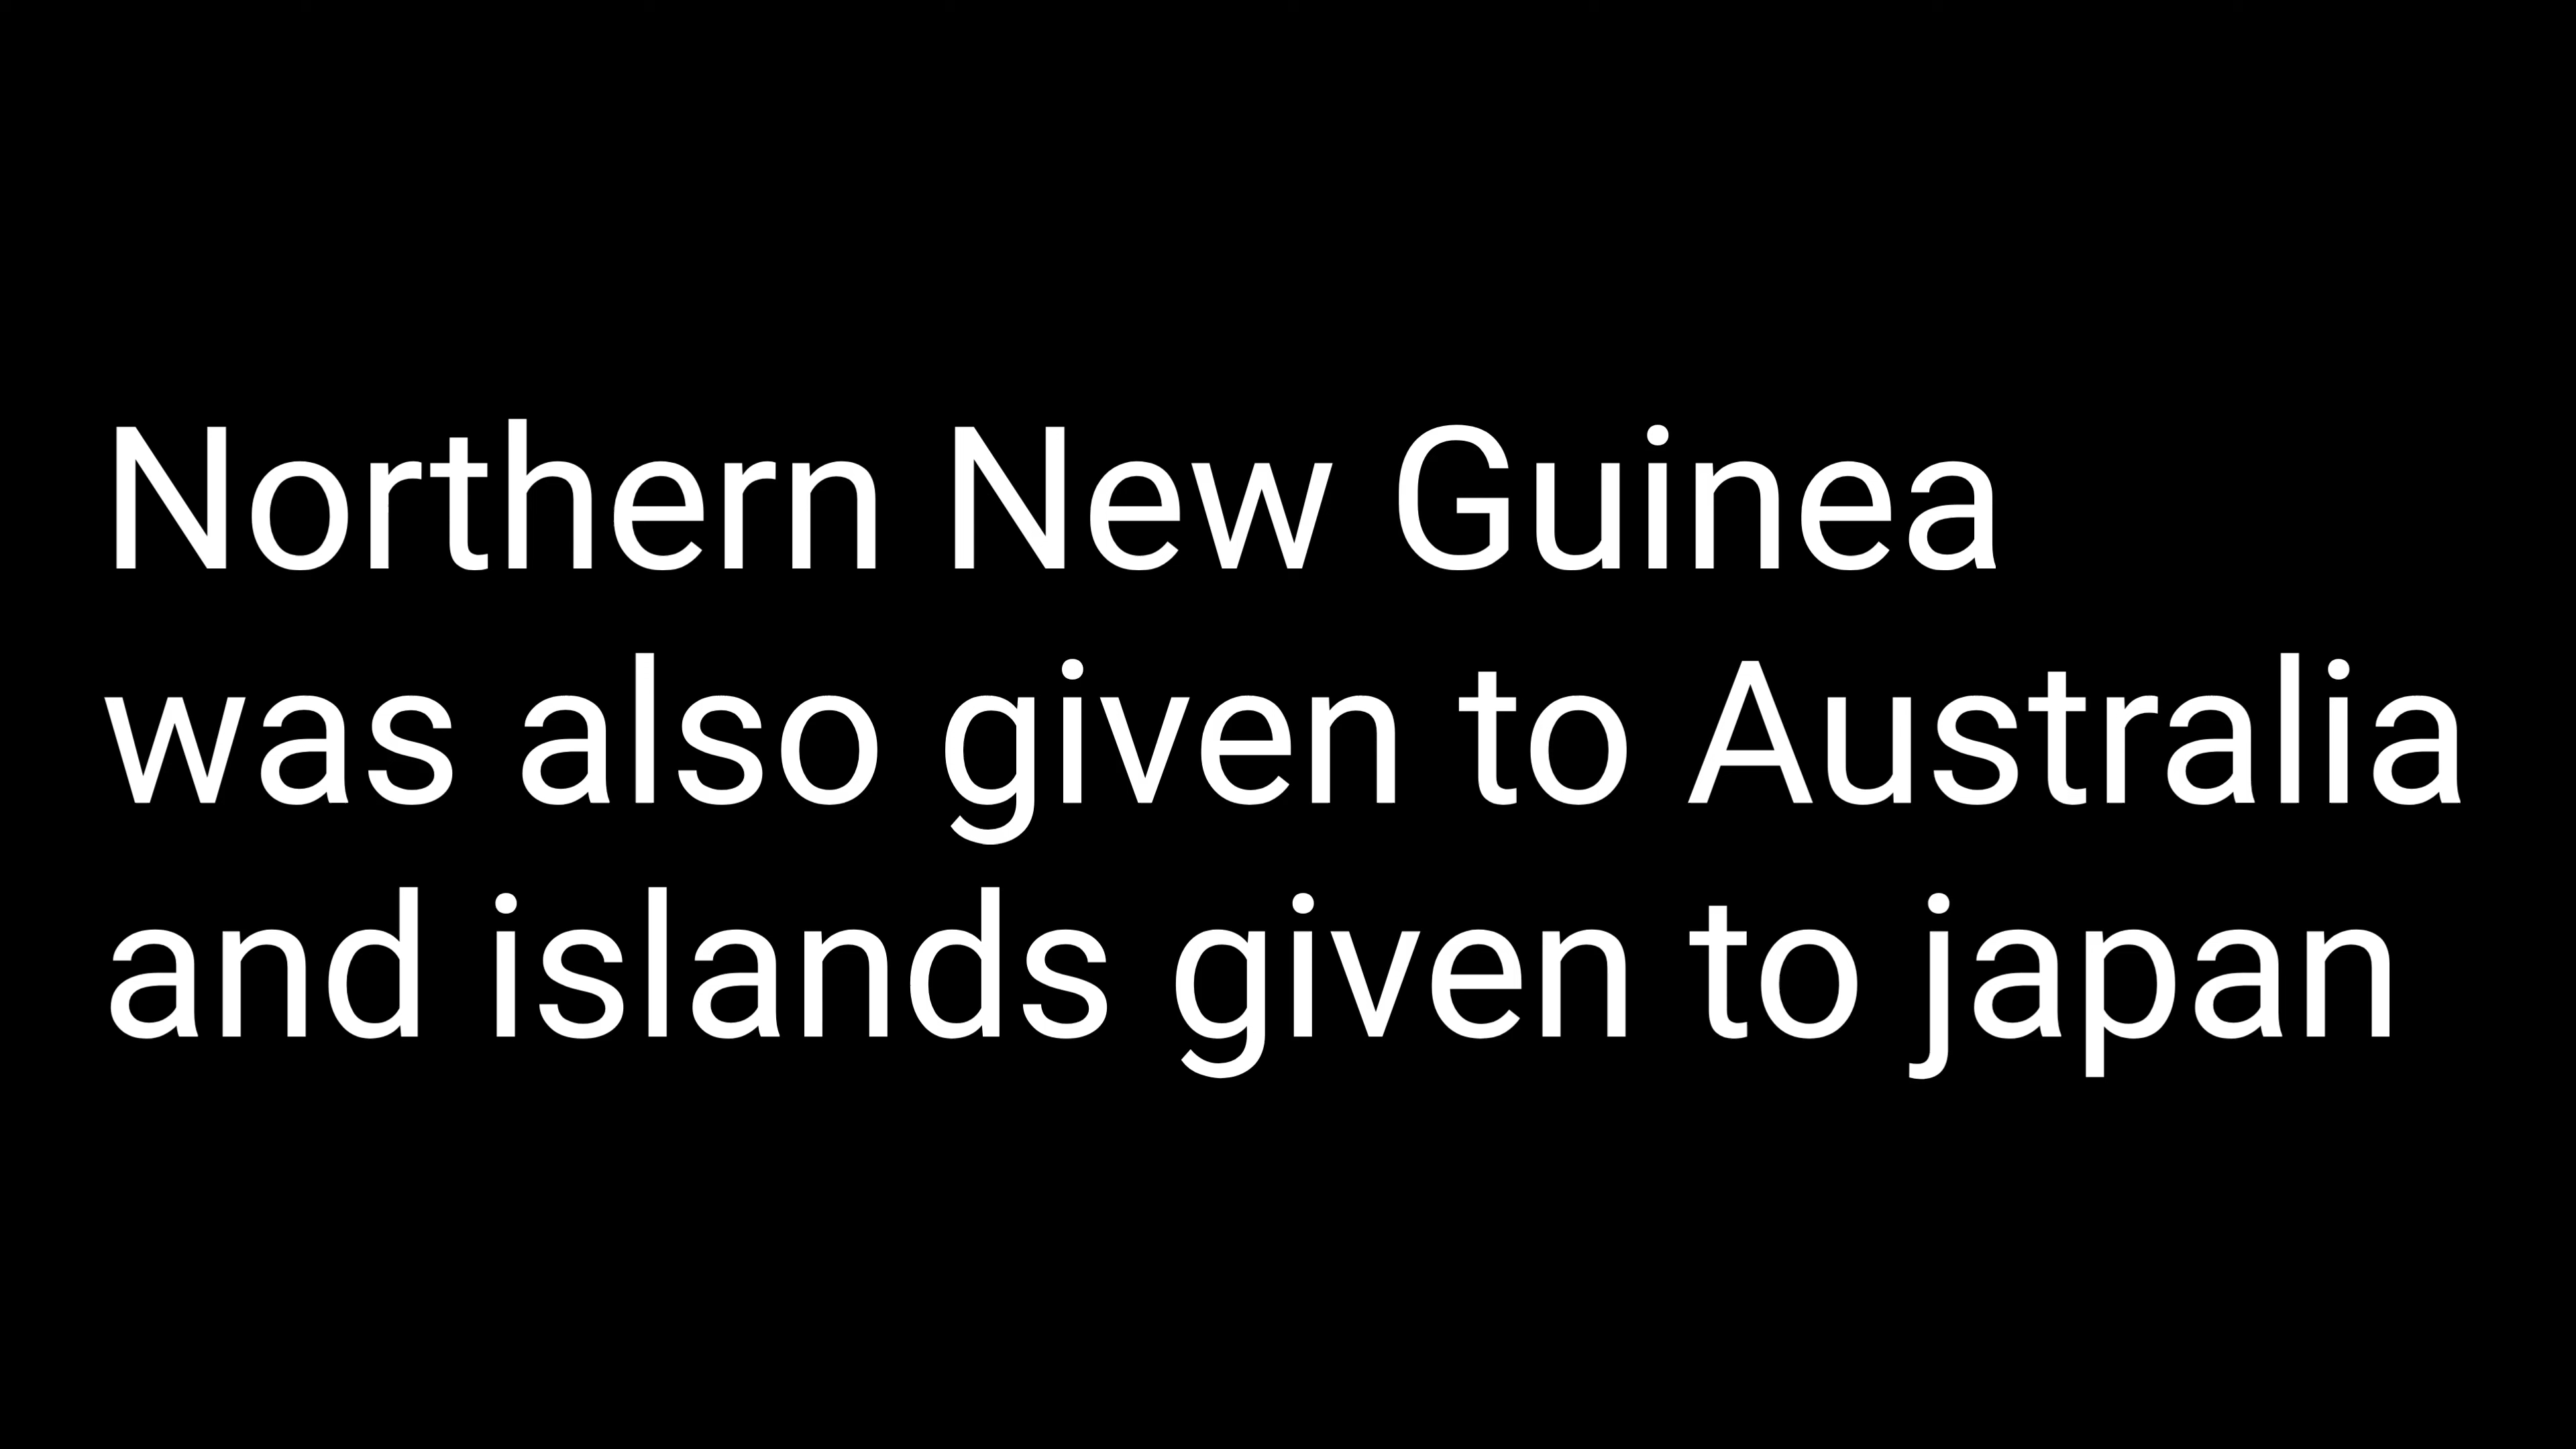 Northern New Guinea
was also given to Australia
and islands given to japan